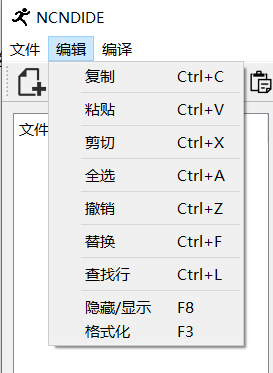 NCNDIDE
文件 编辑 编译
复制 Ctrl+C
粘贴 Ctrl+V
剪切 Ctrl+X
全选 Ctrl+A
撤销 Ctrl+Z
替换 Ctrl+F
查找行 Ctrl+L
隐藏/显示 F8
格式化 F3
文件